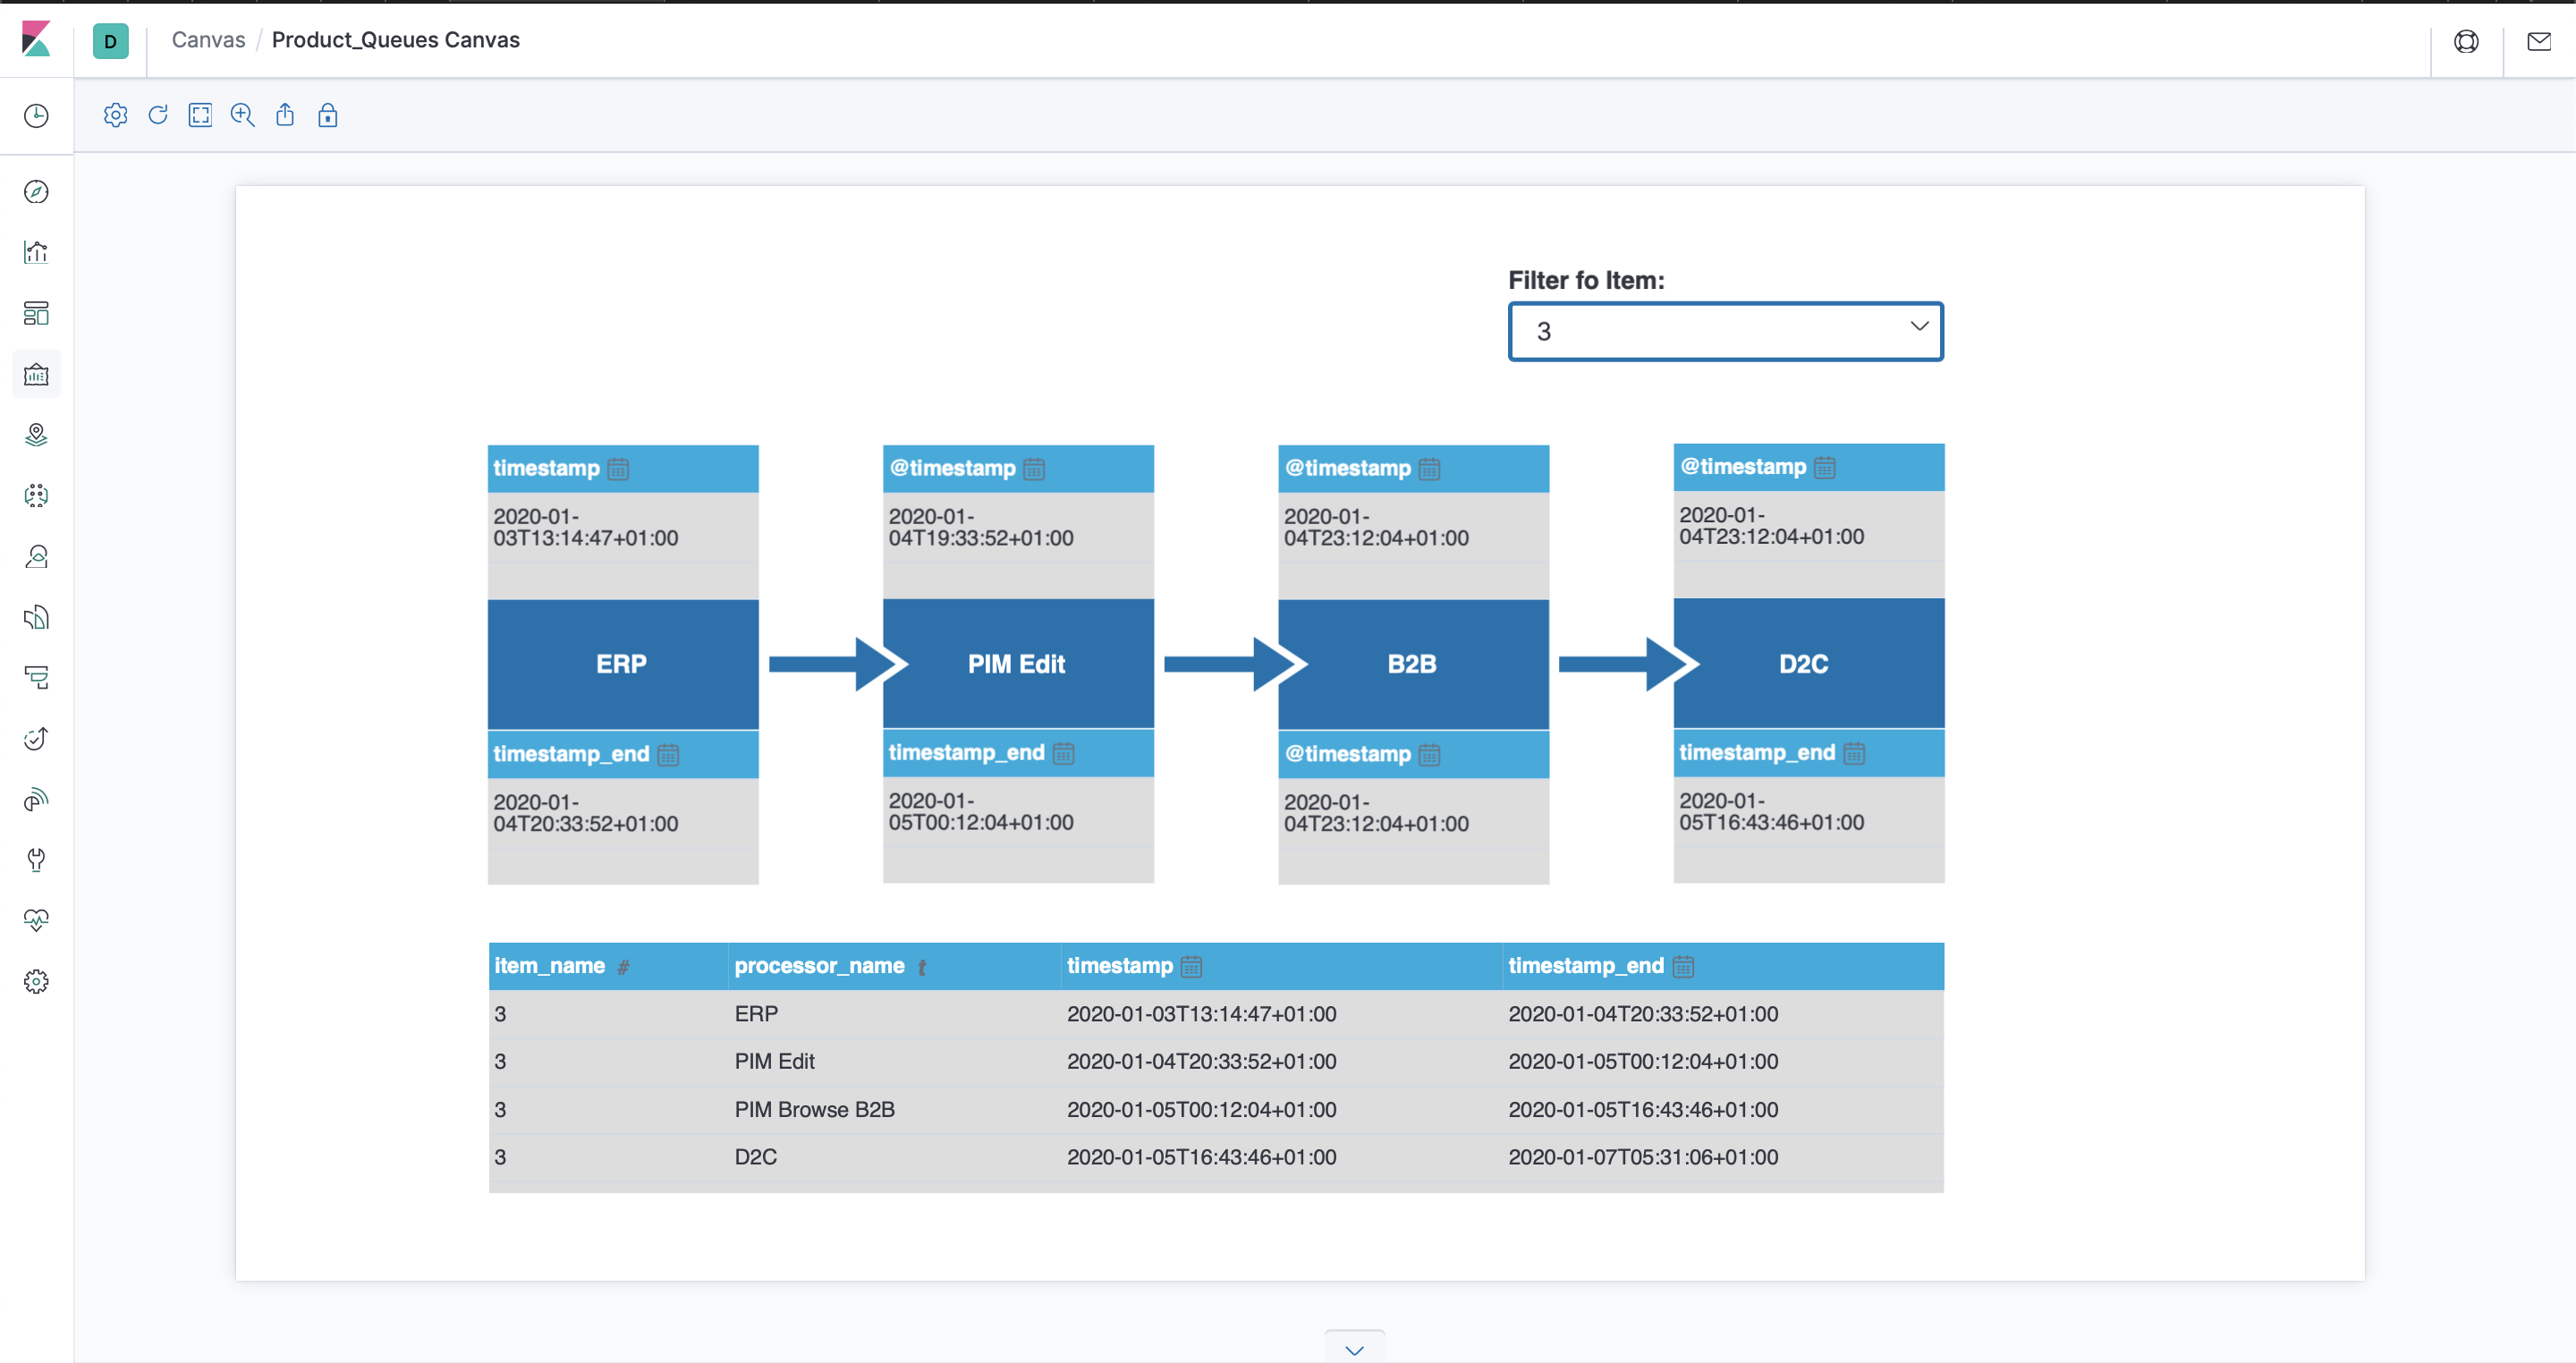 D Canvas / Product_Queues Canvas
Filter fo Item:
3
timestamp
2020-01-
03T13:14:47+01:00
ERP
timestamp_end
2020-01-
04T20:33:52+01:00
@timestamp
2020-01-
04T19:33:52+01:00
PIM Edit
timestamp_end
2020-01-
05T00:12:04+01:00
@timestamp
2020-01-
04T23:12:04+01:00
B2B
@timestamp
2020-01-
04T23:12:04+01:00
@timestamp
2020-01-
04T23:12:04+01:00
D2C
timestamp_end
2020-01-
05T16:43:46+01:00
item_name # processor_name t timestamp timestamp_end
3 ERP 2020-01-03T13:14:47+01:00 2020-01-04T20:33:52+01:00
3 PIM Edit 2020-01-04T20:33:52+01:00 2020-01-05T00:12:04+01:00
3 PIM Browse B2B 2020-01-05T00:12:04+01:00 2020-01-05T16:43:46+01:00
3 D2C 2020-01-05T16:43:46+01:00 2020-01-07T05:31:06+01:00